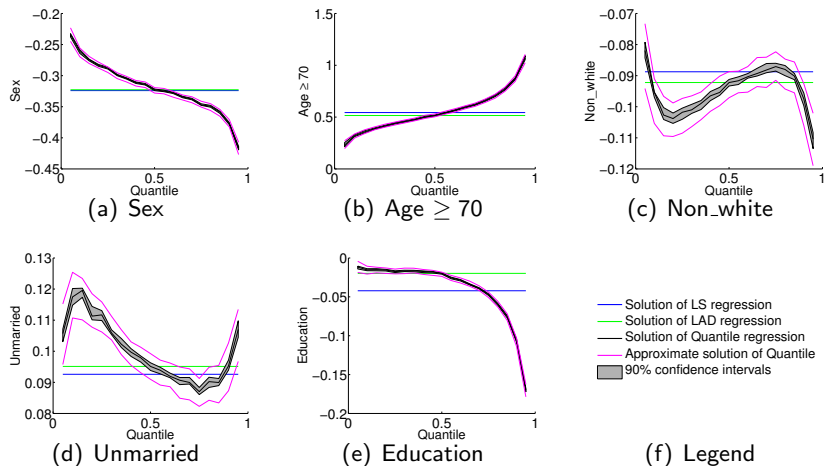 −0.2
−0.25
−0.3
−0.35
−0.4
−0.45
Sex
0
0.5
1
Quantile
(a) Sex
1.5
1
0.5
0
Age ≥ 70
0
0.5
1
Quantile
(b) Age ≥ 70
−0.07
−0.08
−0.09
−0.1
−0.11
−0.12
Non_white
0
0.5
1
Quantile
(c) Non_white
0.13
0.12
0.11
0.1
0.09
0.08
Unmarried
0
0.5
1
Quantile
(d) Unmarried
0
−0.05
−0.1
−0.15
−0.2
Education
0
0.5
1
Quantile
(e) Education
Solution of LS regression
Solution of LAD regression
Solution of Quantile regression
Approximate solution of Quantile
90% confidence intervals
(f) Legend